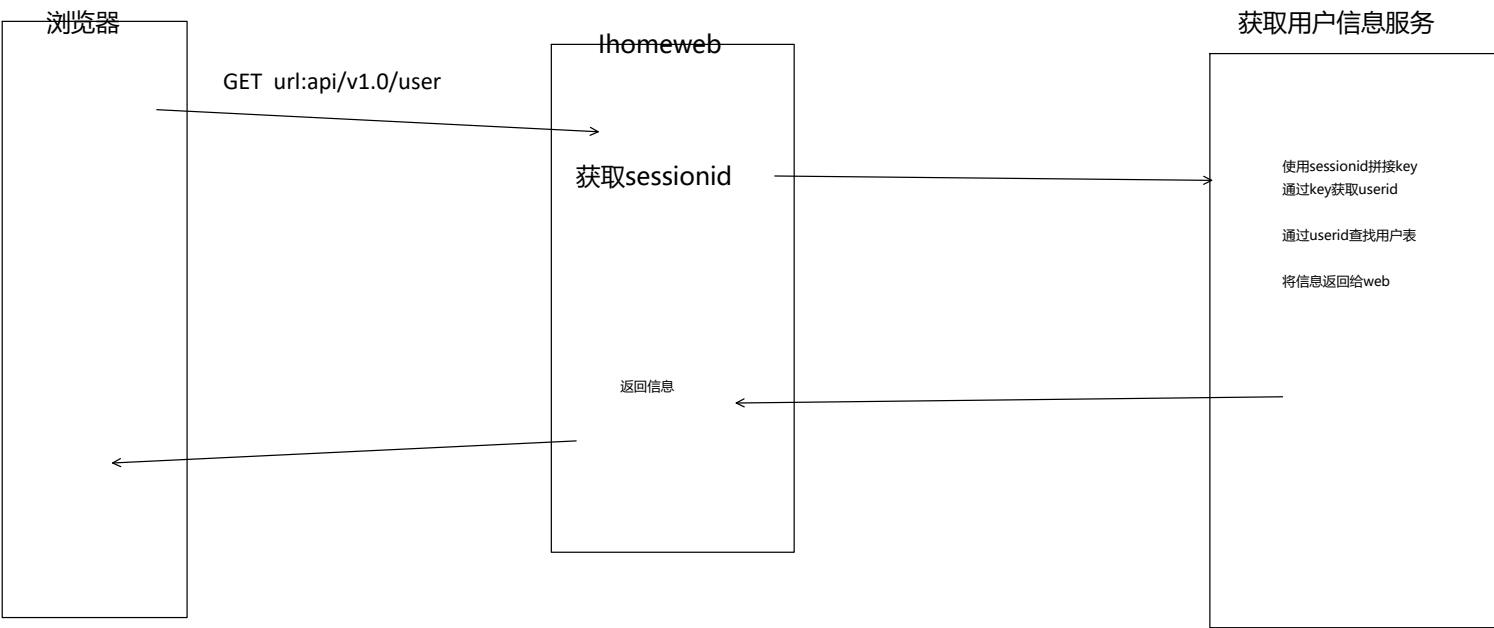 浏览器
Ihomeweb
获取用户信息服务
GET  url:api/v1.0/user
获取sessionid
使用sessionid拼接key
通过key获取userid
通过userid查找用户表
将信息返回给web
返回信息